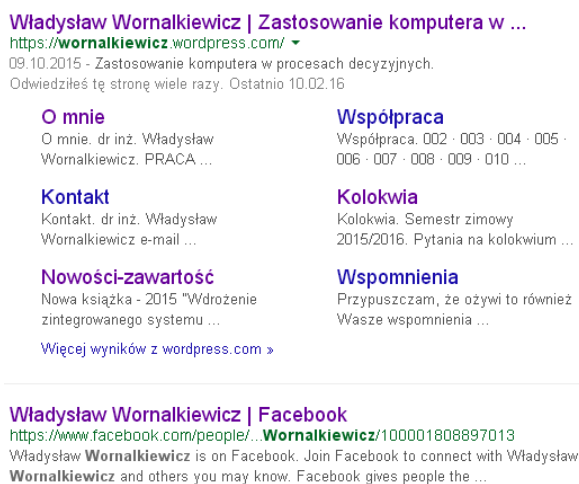 Władysław Wornalkiewicz | Zastosowanie komputera w ...
https://wornalkiewicz.wordpress.com/
09.10.2015 - Zastosowanie komputera w procesach decyzyjnych.
Odwiedziłeś tę stronę wiele razy. Ostatnio 10.02.16
O mnie
O mnie. dr inż. Władysław
Wornalkiewicz. PRACA ...
Współpraca
Współpraca. 002 · 003 · 004 · 005 ·
006 · 007 · 008 · 009 · 010 ...
Kontakt
Kontakt. dr inż. Władysław
Wornalkiewicz e-mail ...
Kolokwia
Kolokwia. Semestr zimowy
2015/2016. Pytania na kolokwium ...
Nowości-zawartość
Nowa książka - 2015 "Wdrożenie
zintegrowanego systemu ...
Wspomnienia
Przypuszczam, że ożywi to również
Wasze wspomnienia ...
Więcej wyników z wordpress.com »
Władysław Wornalkiewicz | Facebook
https://www.facebook.com/people/...Wornalkiewicz/100001808897013
Władysław Wornalkiewicz is on Facebook. Join Facebook to connect with Władysław
Wornalkiewicz and others you may know. Facebook gives people the ...